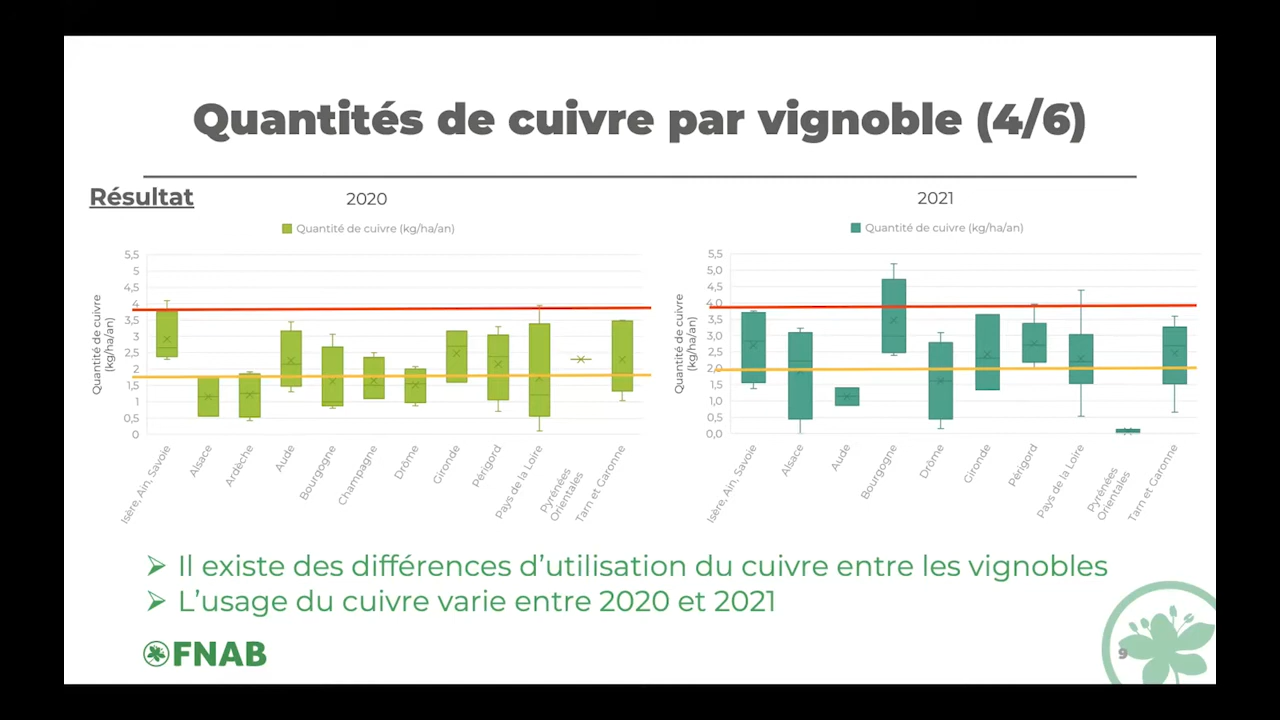 Quantités de cuivre par vignoble (4/6)
Résultat
2020
Quantité de cuivre (kg/ha/an)
Quantité de cuivre
(kg/ha/an)
5,5
5
4,5
4
3,5
3
2,5
2
1,5
1
0,5
0
Isère, Ain, Savoie
Alsace
Ardèche
Aude
Bourgogne
Champagne
Drôme
Gironde
Périgord
Pays de la Loire
Pyrénées
Orientales
Tarn et Garonne
2021
Quantité de cuivre (kg/ha/an)
Quantité de cuivre
(kg/ha/an)
5,5
5,0
4,5
4,0
3,5
3,0
2,5
2,0
1,5
1,0
0,5
0,0
Isère, Ain, Savoie
Alsace
Aude
Bourgogne
Drôme
Gironde
Périgord
Pays de la Loire
Pyrénées
Orientales
Tarn et Garonne
➢ Il existe des différences d’utilisation du cuivre entre les vignobles
➢ L’usage du cuivre varie entre 2020 et 2021
FNAB
9